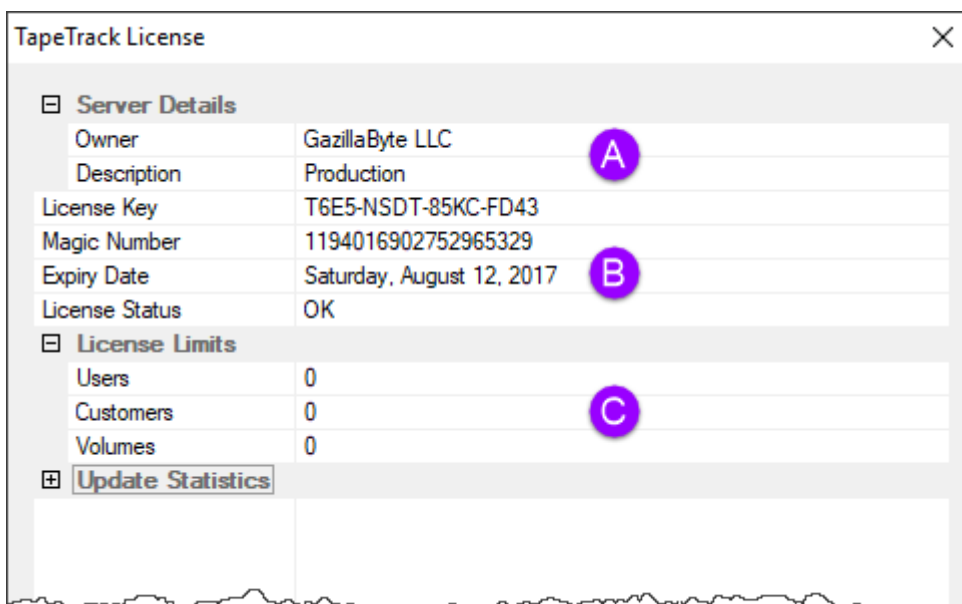 TapeTrack License
Server Details
Owner GazillaByte LLC
A
Description Production
License Key T6E5-NSDT-85KC-FD43
Magic Number 1194016902752965329
Expiry Date Saturday, August 12, 2017
B
License Status OK
License Limits
Users 0
Customers 0
C
Volumes 0
Update Statistics